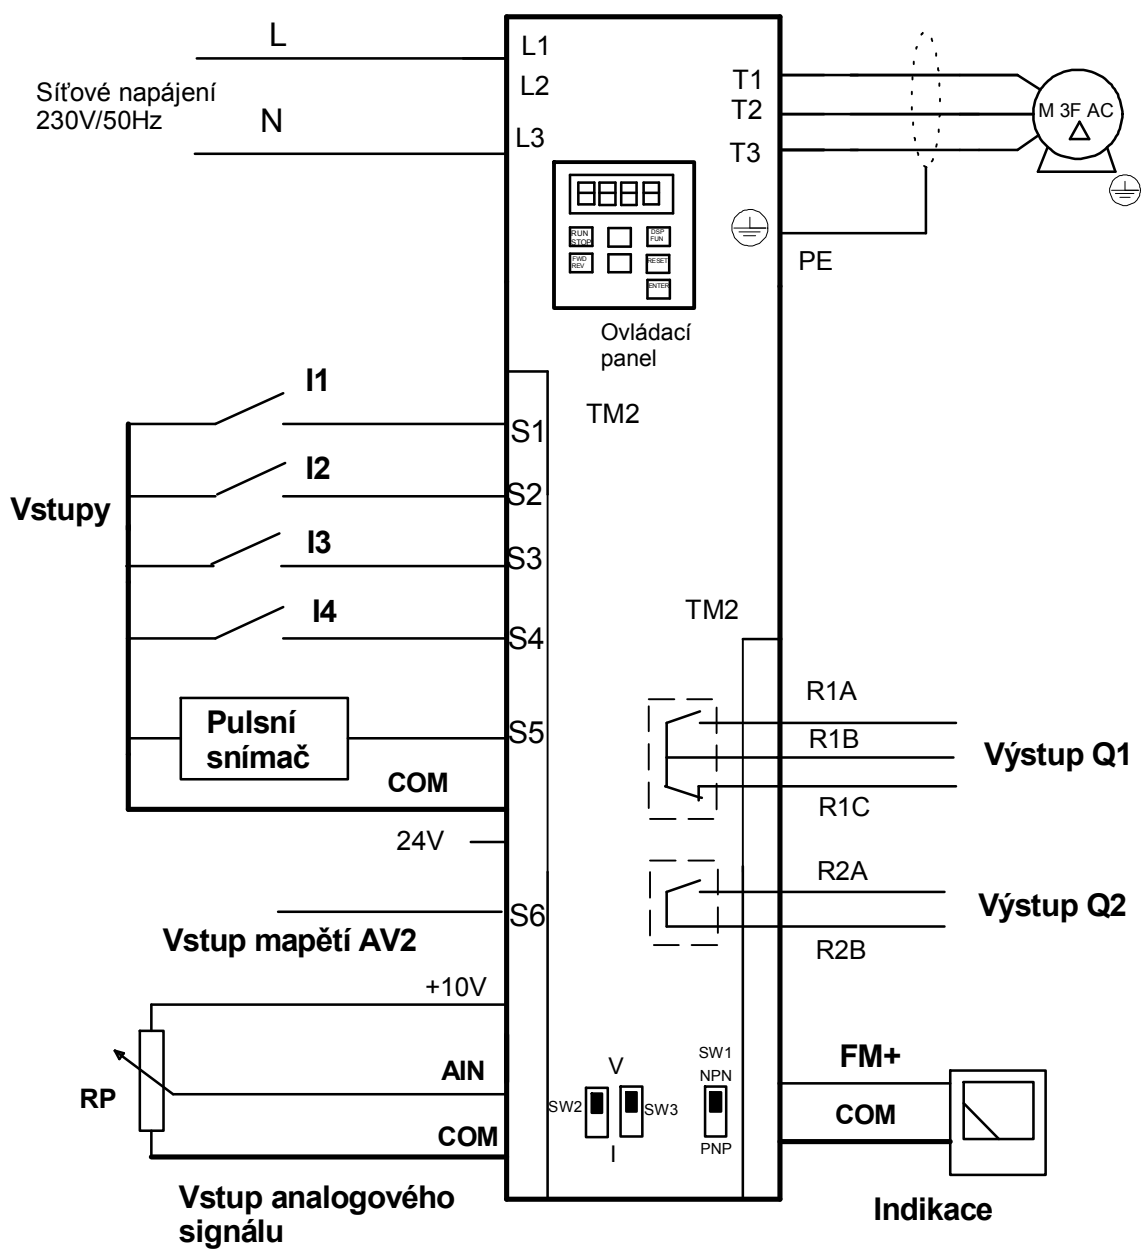 L
L1
Síťové napájení
230V/50Hz
L2
N
L3
T1
T2
T3
M 3F AC
RUN
STOP
DSP
FUN
FWD
REV
RESET
ENTER
PE
Ovládací
panel
I1
TM2
S1
I2
S2
Vstupy
I3
S3
I4
S4
TM2
R1A
Pulsní
snímač
S5
R1B
Výstup Q1
COM
R1C
24V
R2A
S6
Výstup Q2
Vstup mapětí AV2
R2B
+10V
RP
AIN
COM
V
SW2
SW3
I
SW1
NPN
PNP
FM+
COM
Vstup analogového
signálu
Indikace